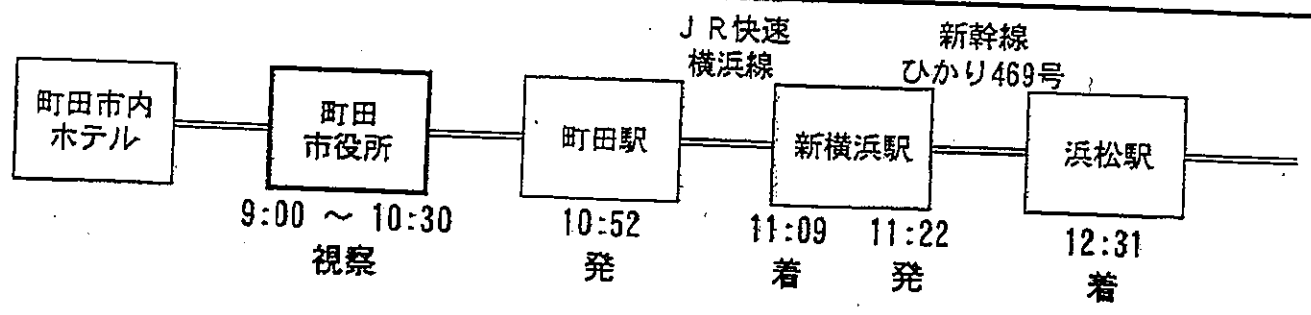 JR快速
横浜線
新幹線
ひかり469号
町田市内
ホテル
町田
市役所
町田駅
新横浜駅
浜松駅
9:00 ～ 10:30
視察
10:52
発
11:09
着
11:22
発
12:31
着